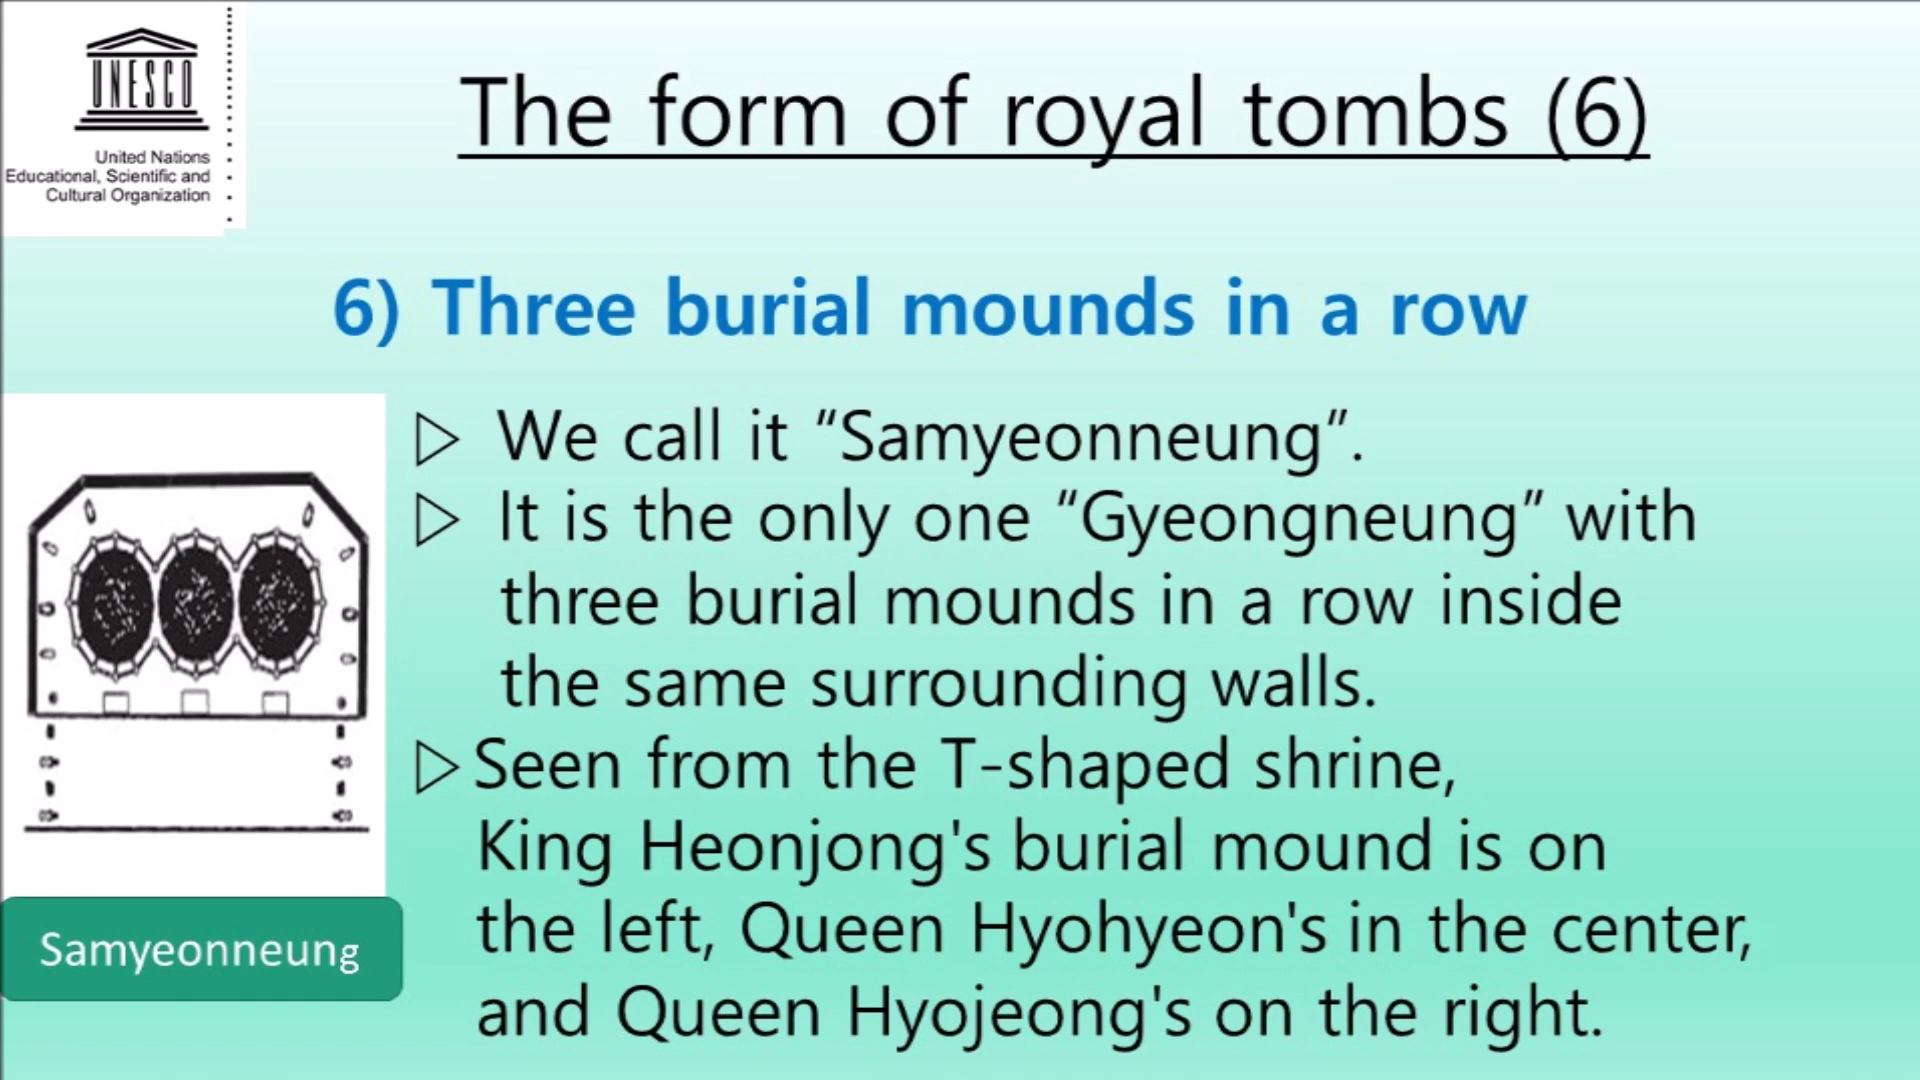 UNESCO
United Nations
Educational, Scientific and
Cultural Organization
The form of royal tombs (6)
6) Three burial mounds in a row
▷ We call it “Samyeonneung”.
▷ It is the only one “Gyeongneung” with
three burial mounds in a row inside
the same surrounding walls.
▷ Seen from the T-shaped shrine,
King Heonjong's burial mound is on
the left, Queen Hyohyeon's in the center,
and Queen Hyojeong's on the right.
Samyeonneung